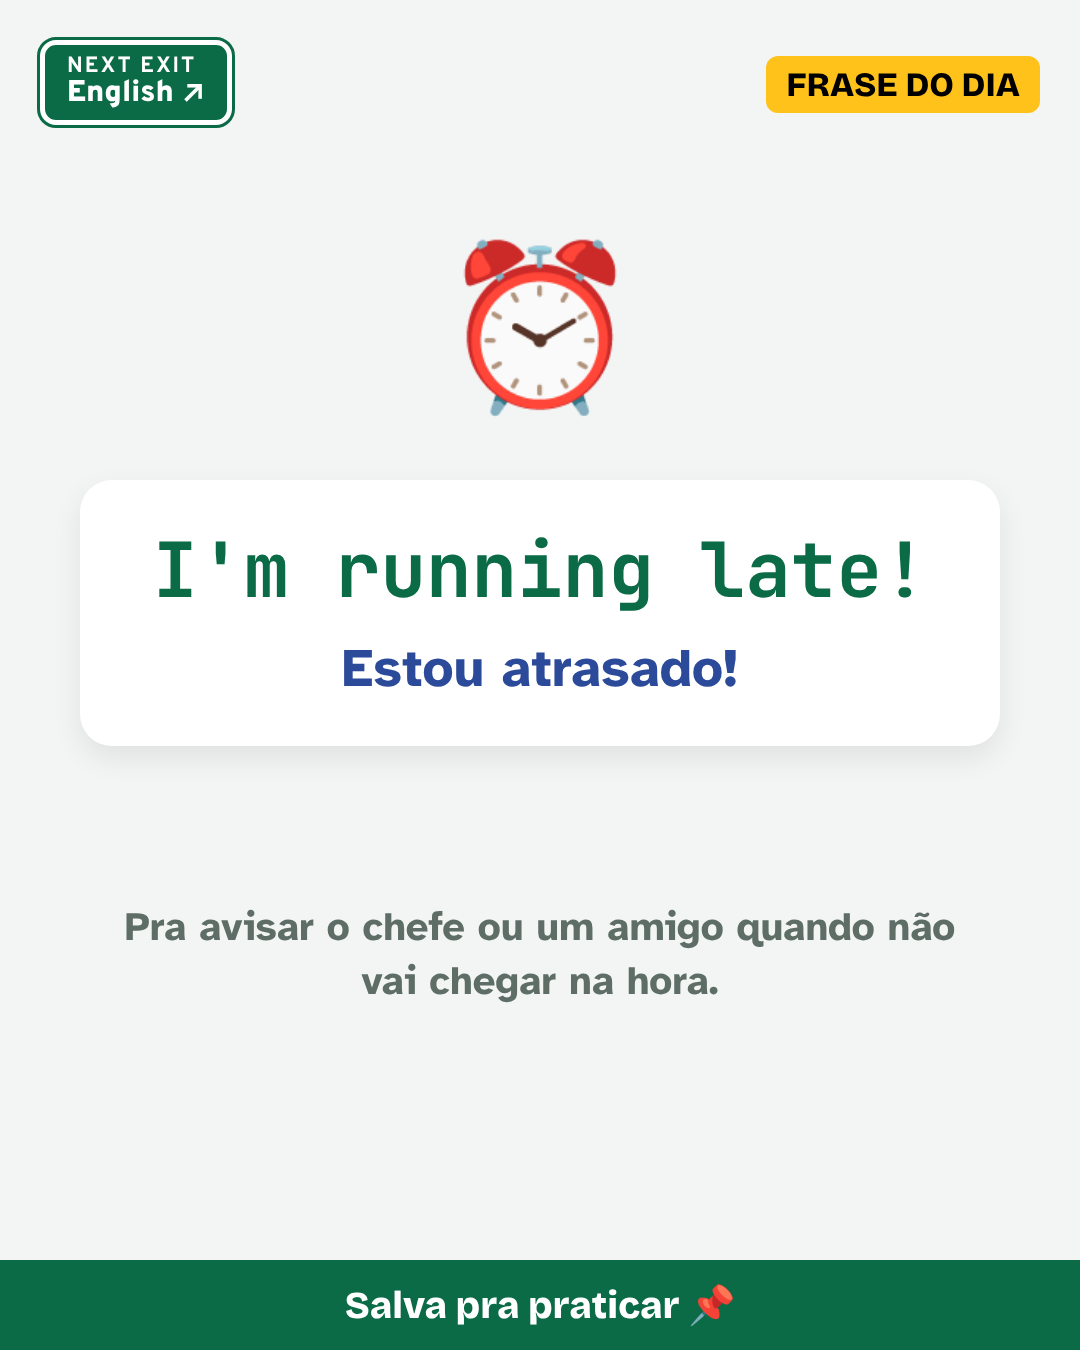 NEXT EXIT
English ↗
FRASE DO DIA
I'm running late!
Estou atrasado!
Pra avisar o chefe ou um amigo quando não
vai chegar na hora.
Salva pra praticar 📌